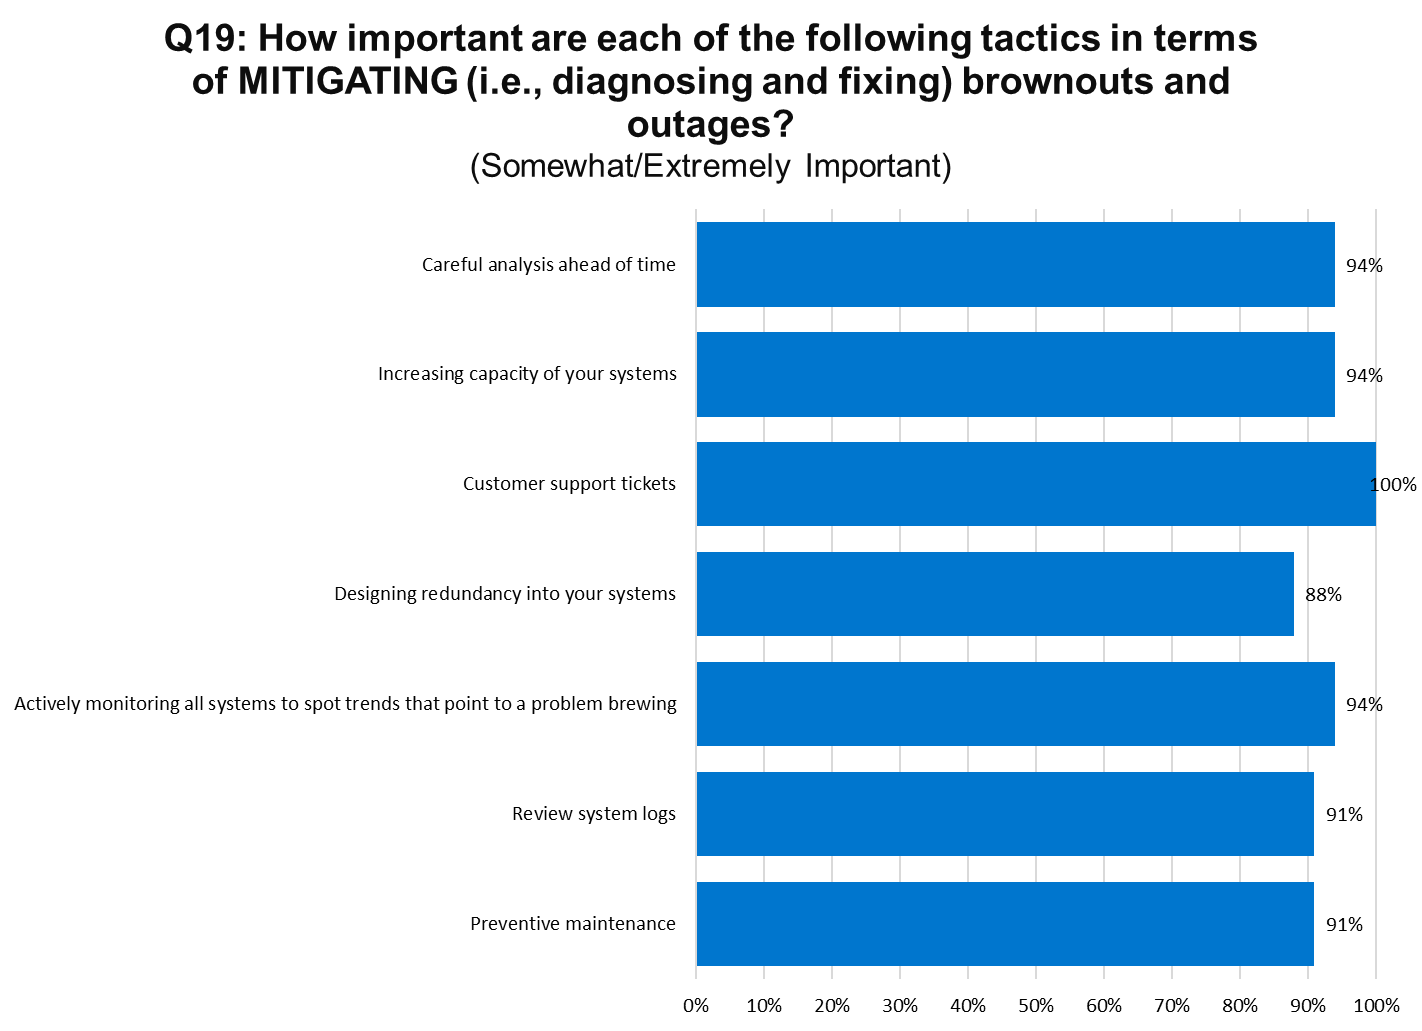 Q19: How important are each of the following tactics in terms
of MITIGATING (i.e., diagnosing and fixing) brownouts and
outages?
(Somewhat/Extremely Important)
Careful analysis ahead of time
94%
Increasing capacity of your systems
94%
Customer support tickets
100%
Designing redundancy into your systems
88%
Actively monitoring all systems to spot trends that point to a problem brewing
94%
Review system logs
91%
Preventive maintenance
91%
0% 10% 20% 30% 40% 50% 60% 70% 80% 90% 100%